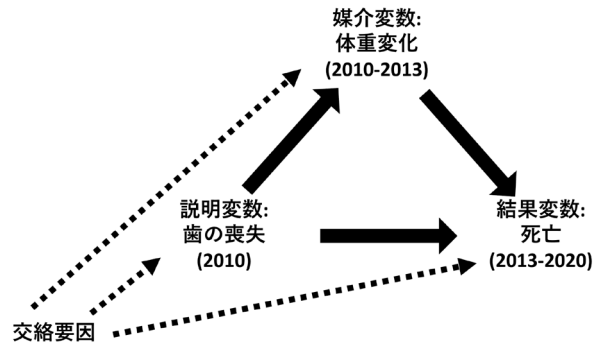 媒介変数:
体重変化
(2010-2013)
説明変数:
歯の喪失
(2010)
結果変数:
死亡
(2013-2020)
交絡要因